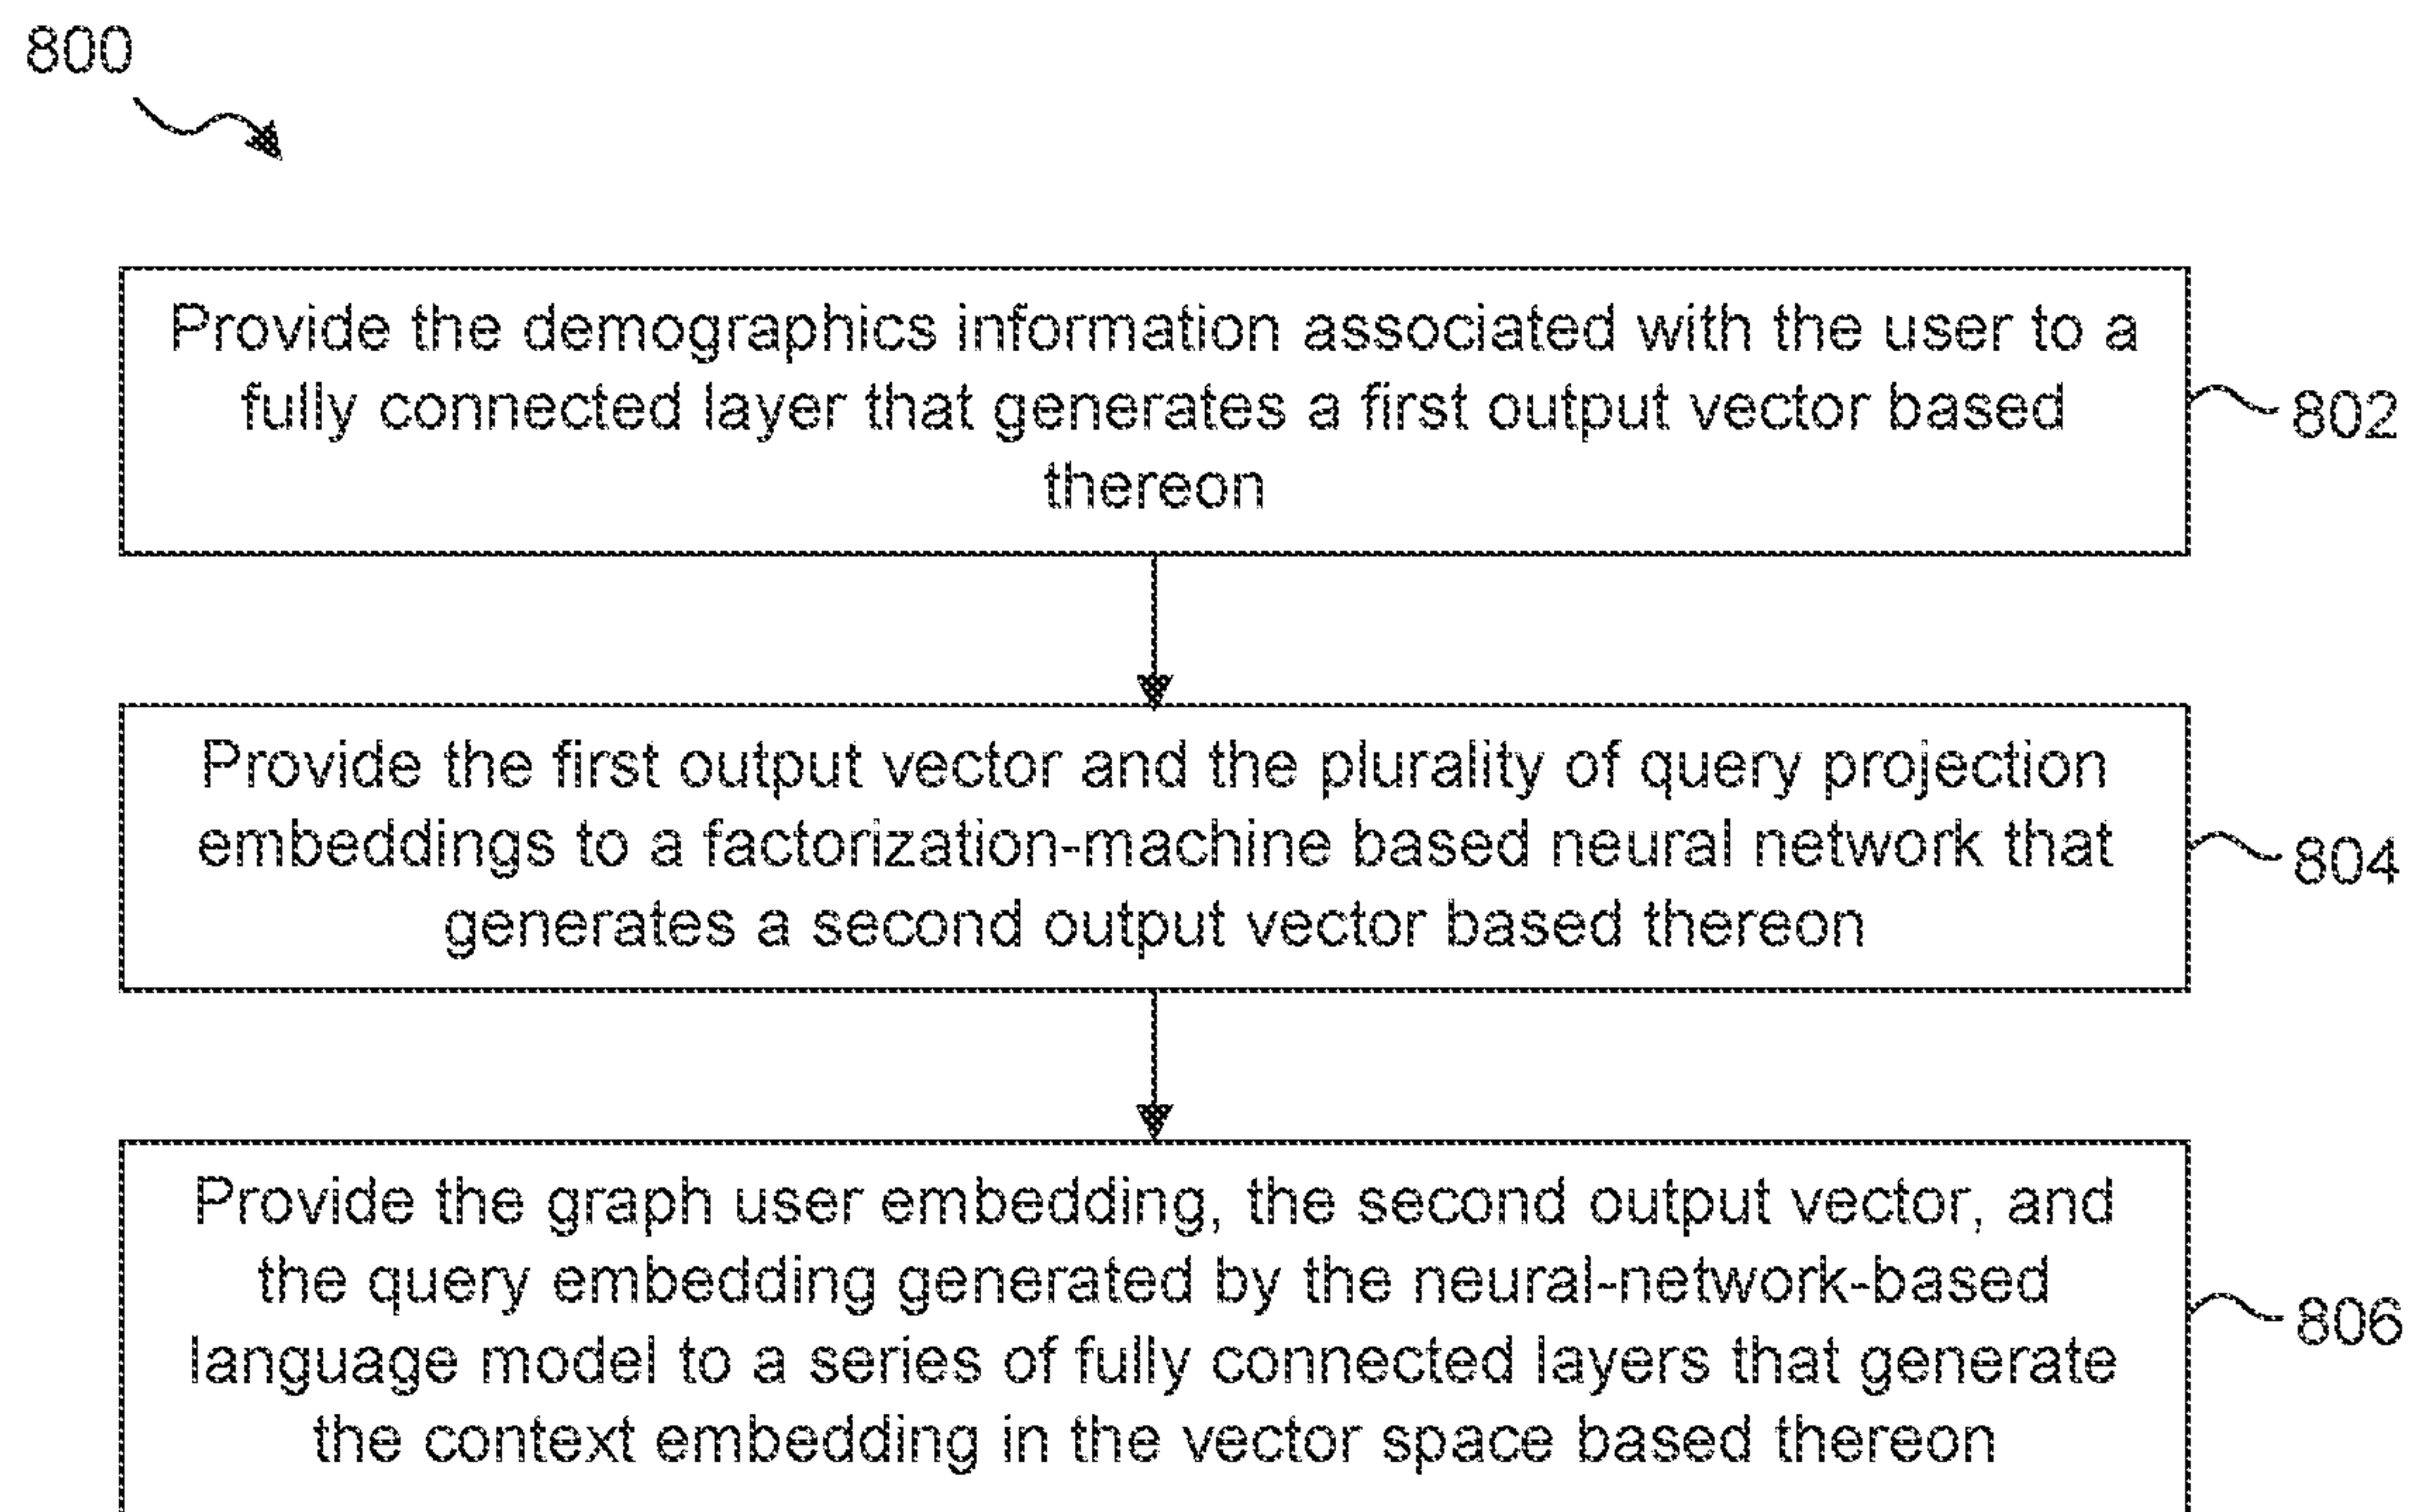 800
Provide the demographics information associated with the user to a
fully connected layer that generates a first output vector based
thereon
802
Provide the first output vector and the plurality of query projection
embeddings to a factorization-machine based neural network that
generates a second output vector based thereon
804
Provide the graph user embedding, the second output vector, and
the query embedding generated by the neural-network-based
language model to a series of fully connected layers that generate
the context embedding in the vector space based thereon
806